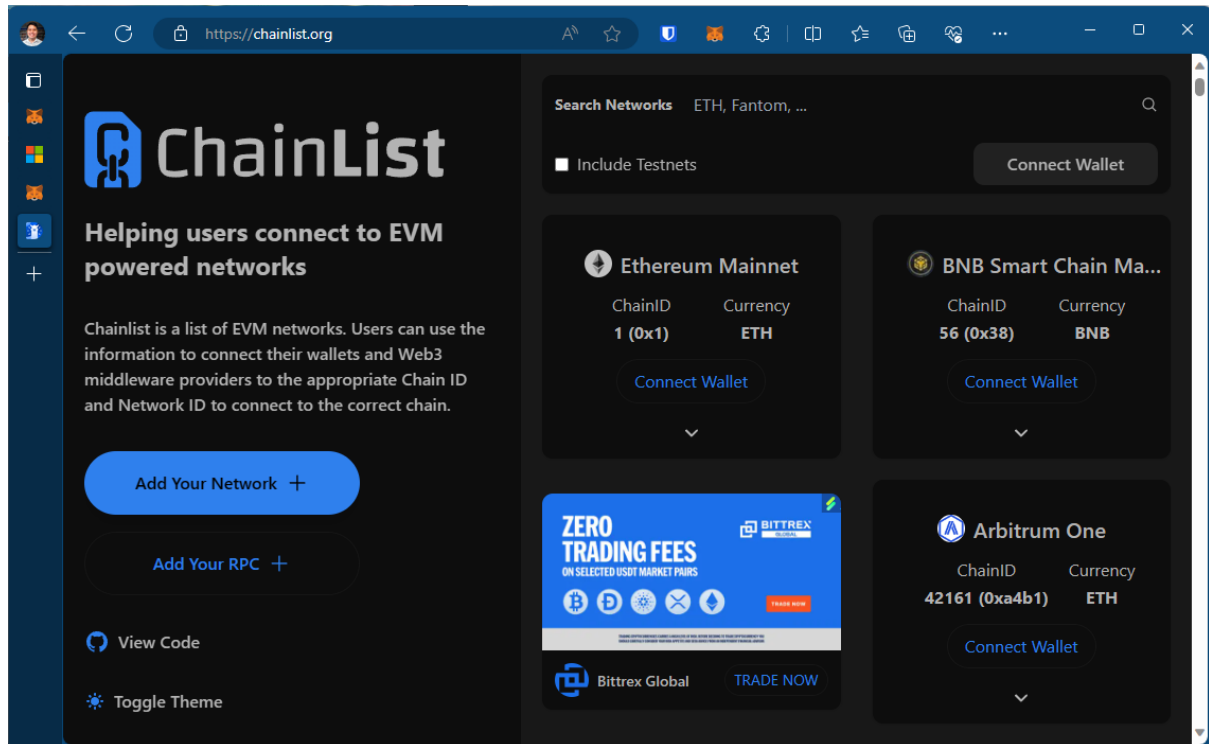 https://chainlist.org
ChainList
Helping users connect to EVM
powered networks
Chainlist is a list of EVM networks. Users can use the
information to connect their wallets and Web3
middleware providers to the appropriate Chain ID
and Network ID to connect to the correct chain.
Add Your Network
Add Your RPC
View Code
Toggle Theme
Search Networks ETH, Fantom, ...
Include Testnets
Connect Wallet
Ethereum Mainnet
ChainID Currency
1 (0x1) ETH
Connect Wallet
BNB Smart Chain Ma...
ChainID Currency
56 (0x38) BNB
Connect Wallet
ZERO
TRADING FEES
ON SELECTED USDT MARKET PAIRS
BITTREX
GLOBAL
TRADE NOW
Bittrex Global
TRADE NOW
Arbitrum One
ChainID Currency
42161 (0xa4b1) ETH
Connect Wallet